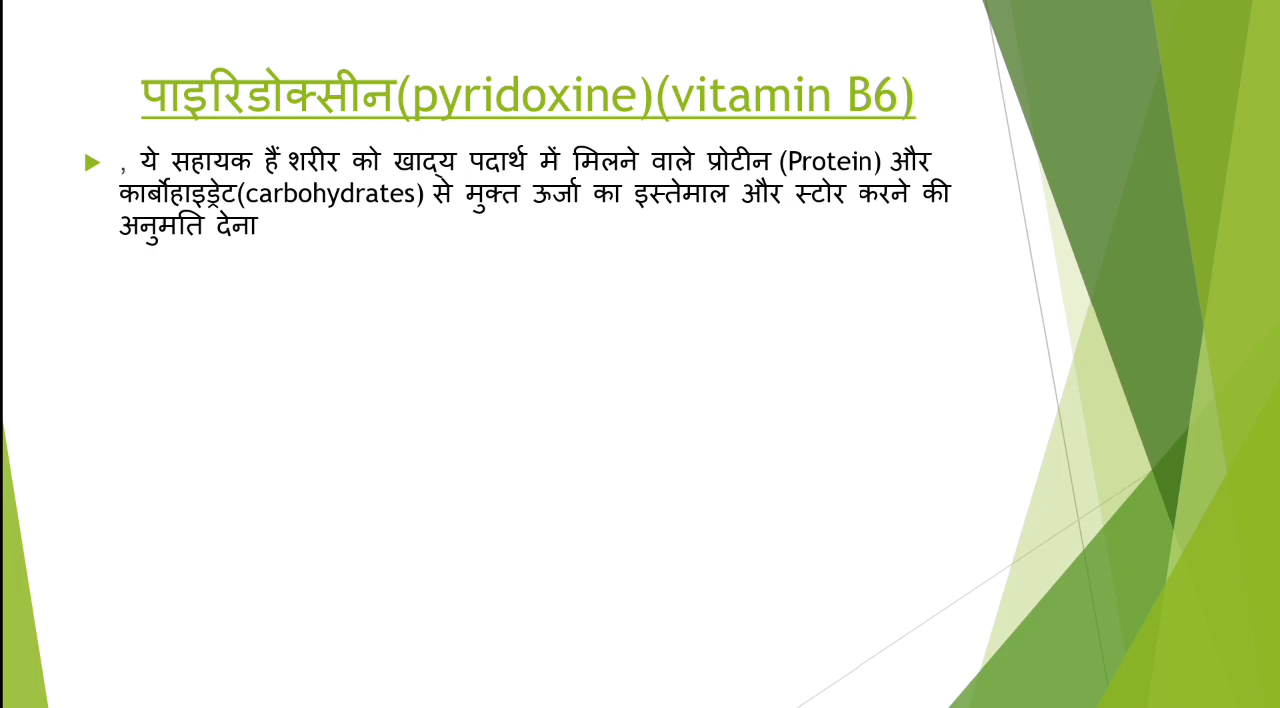 पाइरिडोक्सीन(pyridoxine)(vitamin B6)
, ये सहायक हैं शरीर को खाद्य पदार्थ में मिलने वाले प्रोटीन (Protein) और
कार्बोहाइड्रेट(carbohydrates) से मुक्त ऊर्जा का इस्तेमाल और स्टोर करने की
अनुमति देना